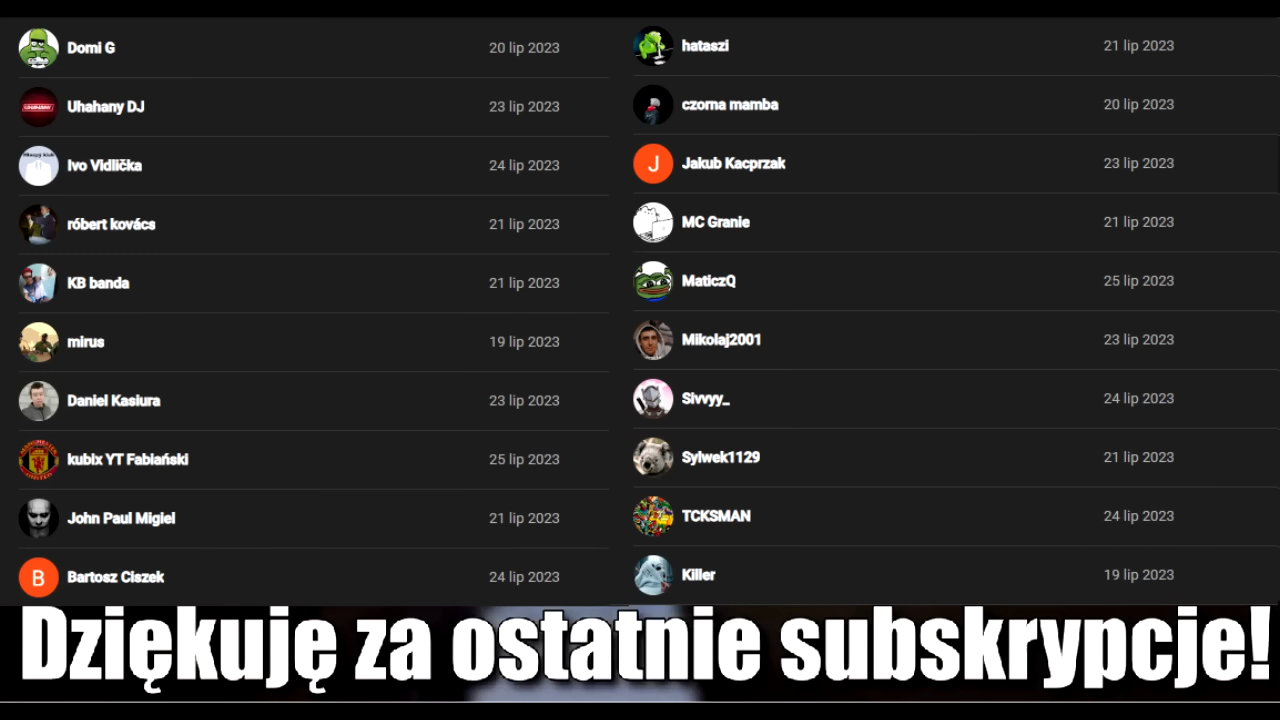 Domi G 20 lip 2023
Uhahany DJ 23 lip 2023
Ivo Vidlička 24 lip 2023
róbert kovács 21 lip 2023
KB banda 21 lip 2023
mirus 19 lip 2023
Daniel Kasiura 23 lip 2023
kubix YT Fabiański 25 lip 2023
John Paul Migiel 21 lip 2023
B Bartosz Ciszek 24 lip 2023
hataszi 21 lip 2023
czorna mamba 20 lip 2023
J Jakub Kacprzak 23 lip 2023
MC Granie 21 lip 2023
MaticzQ 25 lip 2023
Mikolaj2001 23 lip 2023
Sivvyy_ 24 lip 2023
Sylwek1129 21 lip 2023
TCKSMAN 24 lip 2023
Killer 19 lip 2023
Dziękuję za ostatnie subskrypcje!